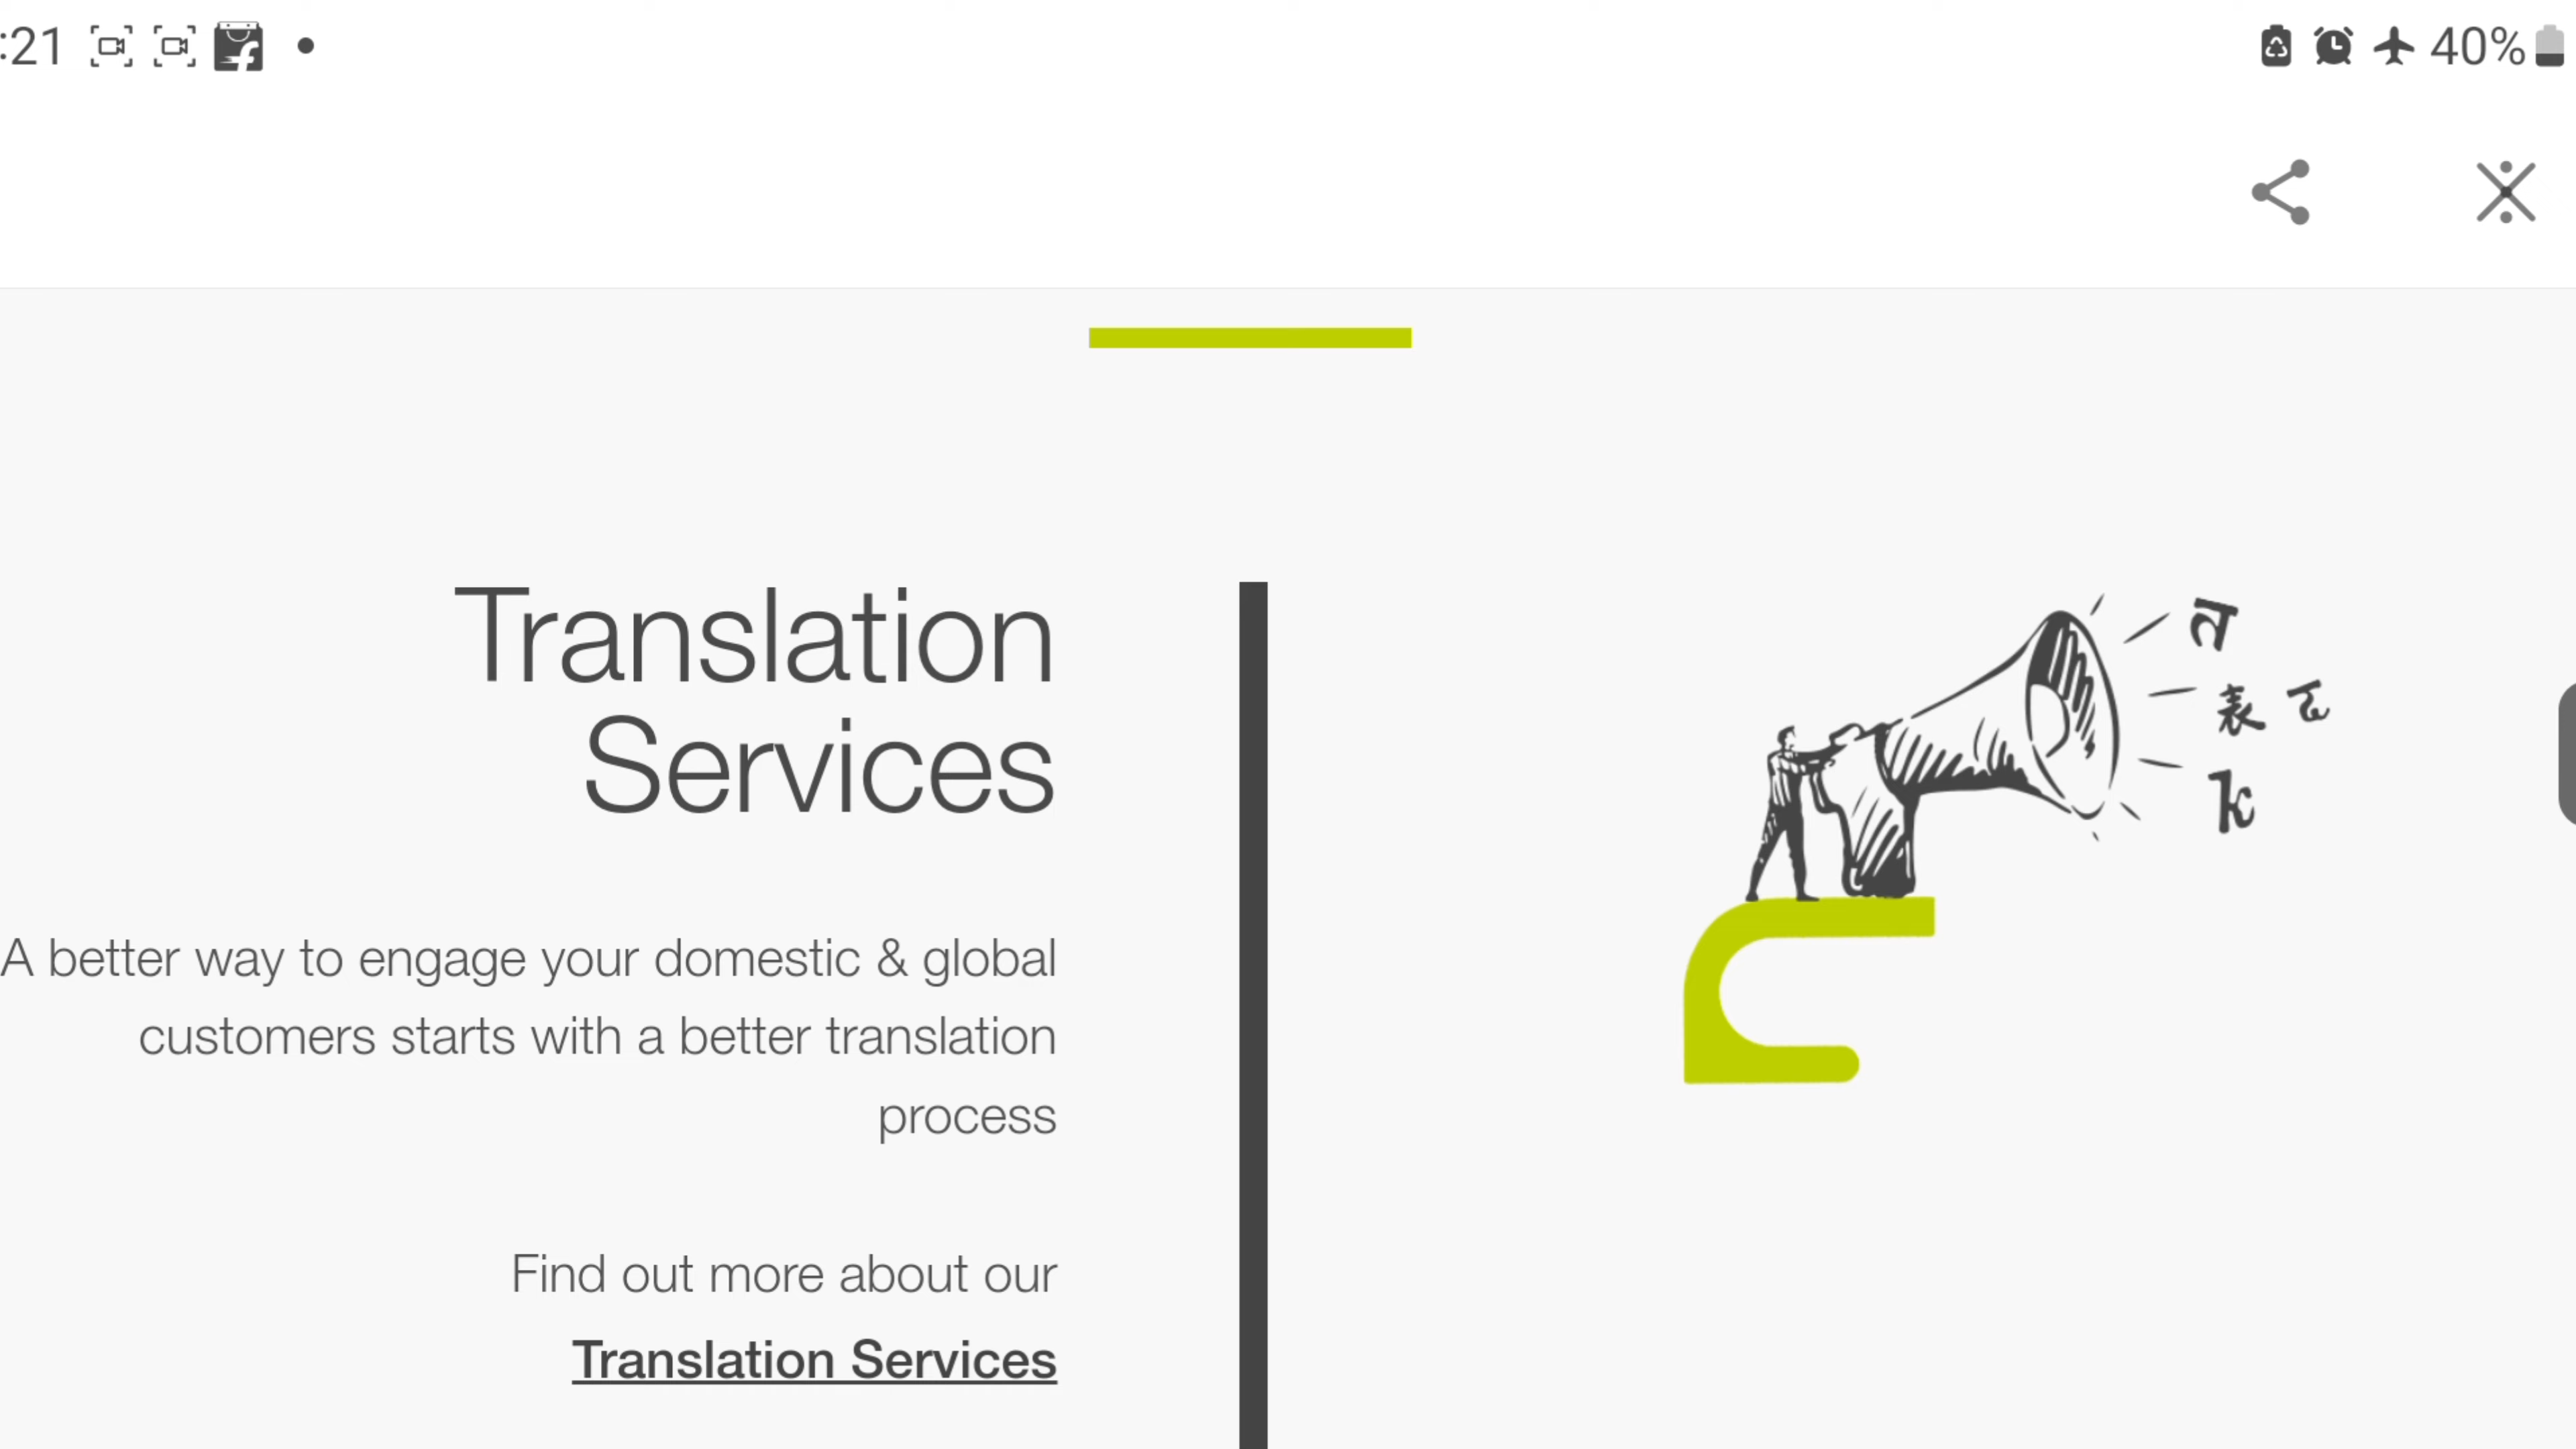 :21
40%
Translation
Services
A better way to engage your domestic & global
customers starts with a better translation
process
Find out more about our
Translation Services
表
k